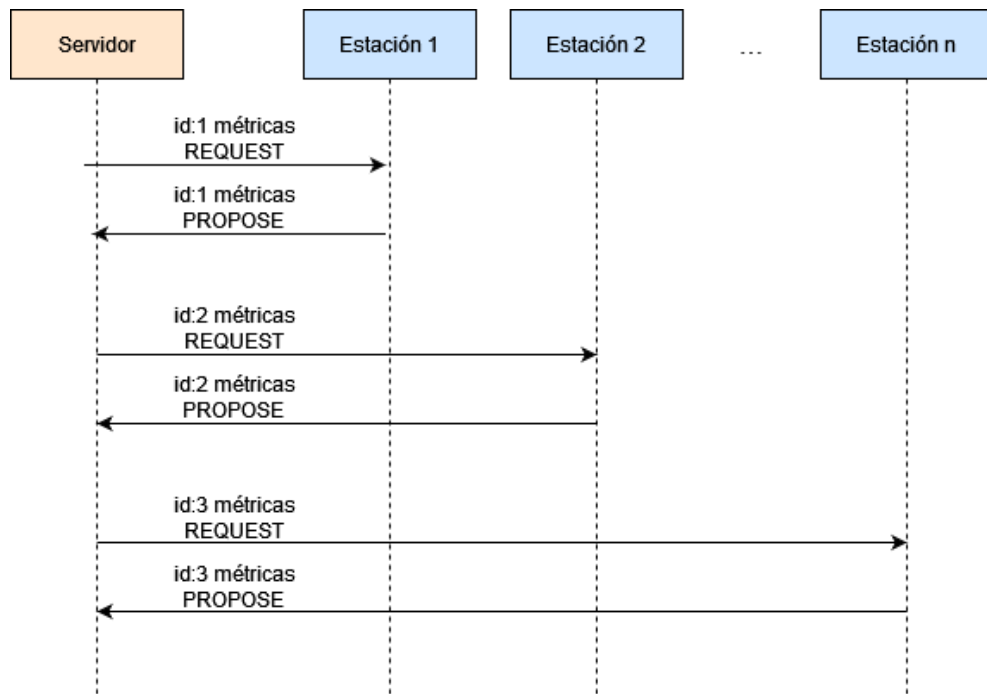 Servidor
Estación 1
Estación 2
...
Estación n
id:1 métricas
REQUEST
id:1 métricas
PROPOSE
id:2 métricas
REQUEST
id:2 métricas
PROPOSE
id:3 métricas
REQUEST
id:3 métricas
PROPOSE